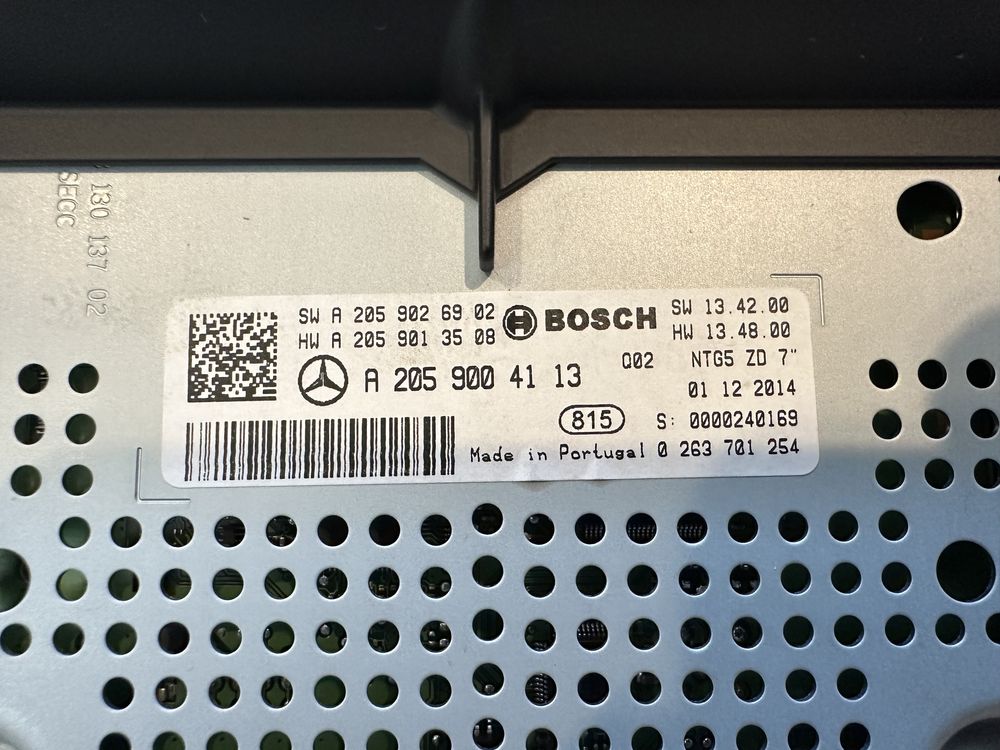 130 137 02
SECC
SW A 205 902 69 02
HW A 205 901 35 08
BOSCH
SW 13.42.00
HW 13.48.00
A 205 900 41 13
Q02
NTG5 ZD 7"
01 12 2014
815
S: 0000240169
Made in Portugal 0 263 701 254